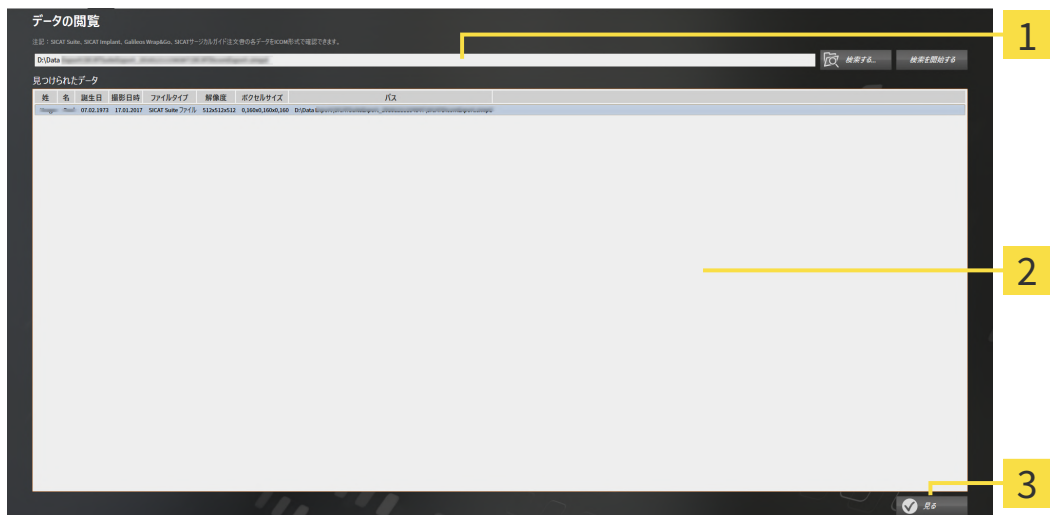 データの閲覧
1
注記：SICAT Suite, SICAT Implant, Galileos Wrap&Go, SICATサージカルガイド注文書の各データをICOM形式で確認できます。
D:\Data
検索する...
検索を開始する
見つけられたデータ
姓 名 誕生日 撮影日時 ファイルタイプ 解像度 ボクセルサイズ パス
07.02.1973 17.01.2017 SICAT Suite ファイル 512x512x512 0,160x0,160x0,160 D:\Data
2
3
見る